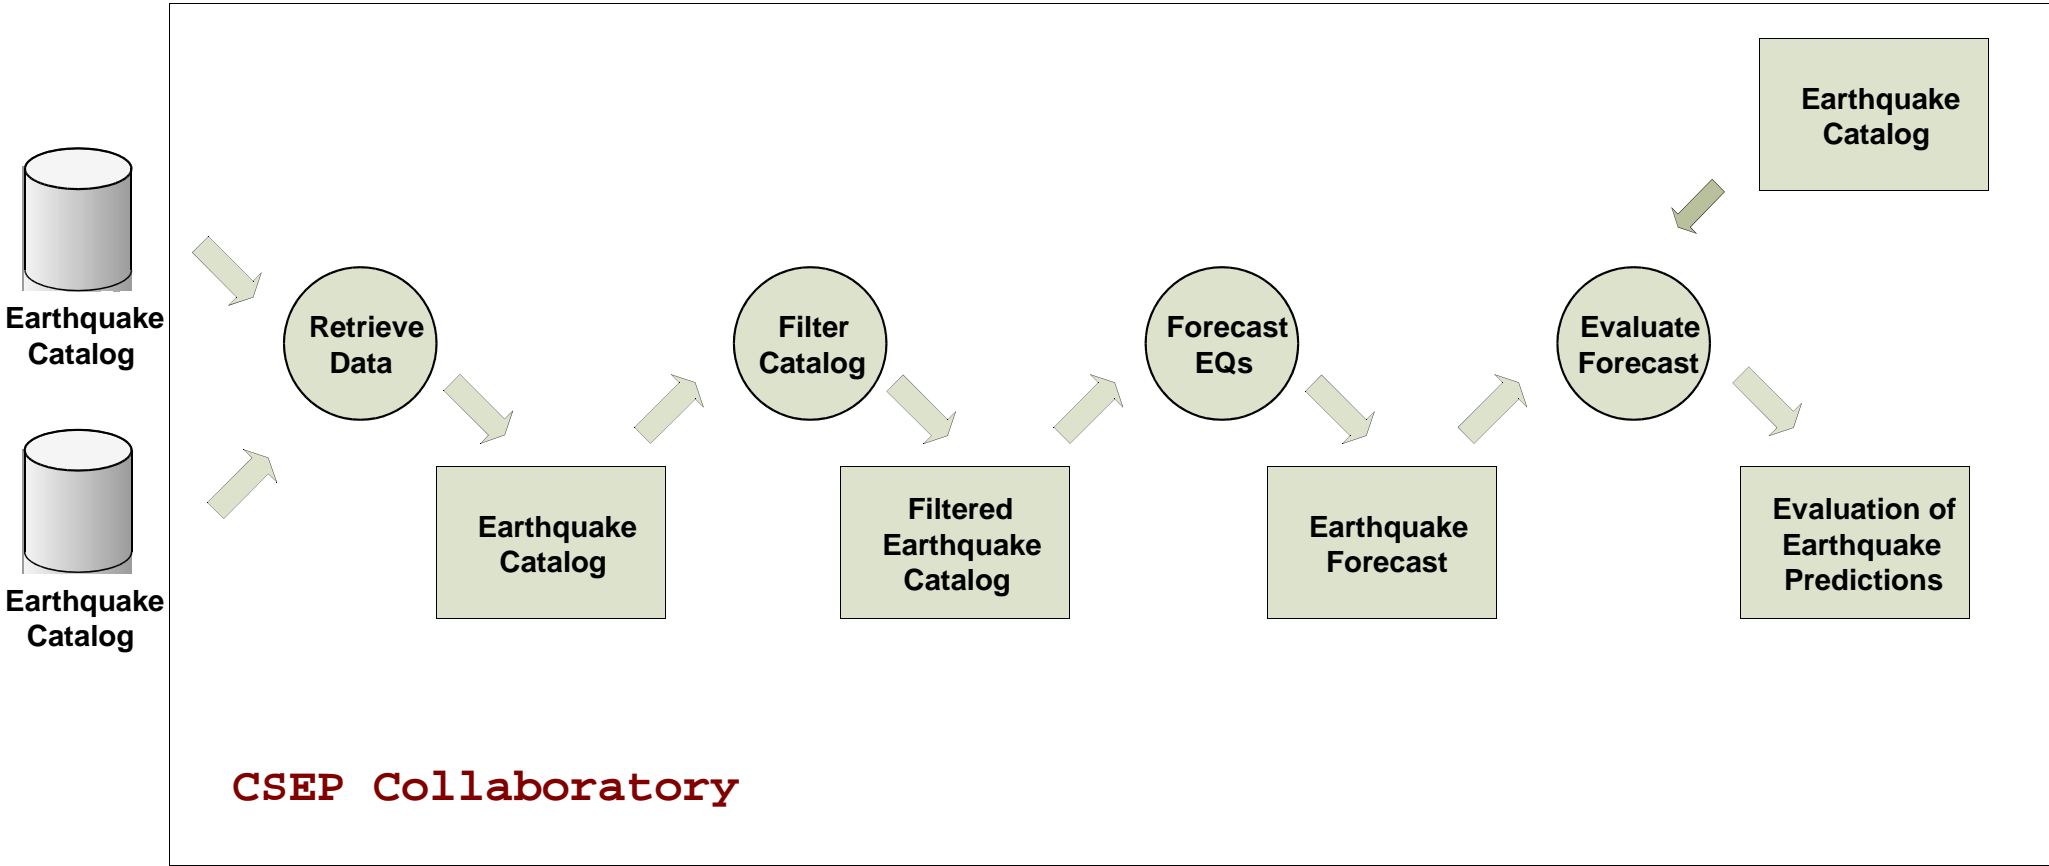 Earthquake
Catalog
Earthquake
Catalog
Earthquake
Catalog
Retrieve
Data
Filter
Catalog
Forecast
EQs
Evaluate
Forecast
Earthquake
Catalog
Filtered
Earthquake
Catalog
Earthquake
Forecast
Evaluation of
Earthquake
Predictions
CSEP Collaboratory